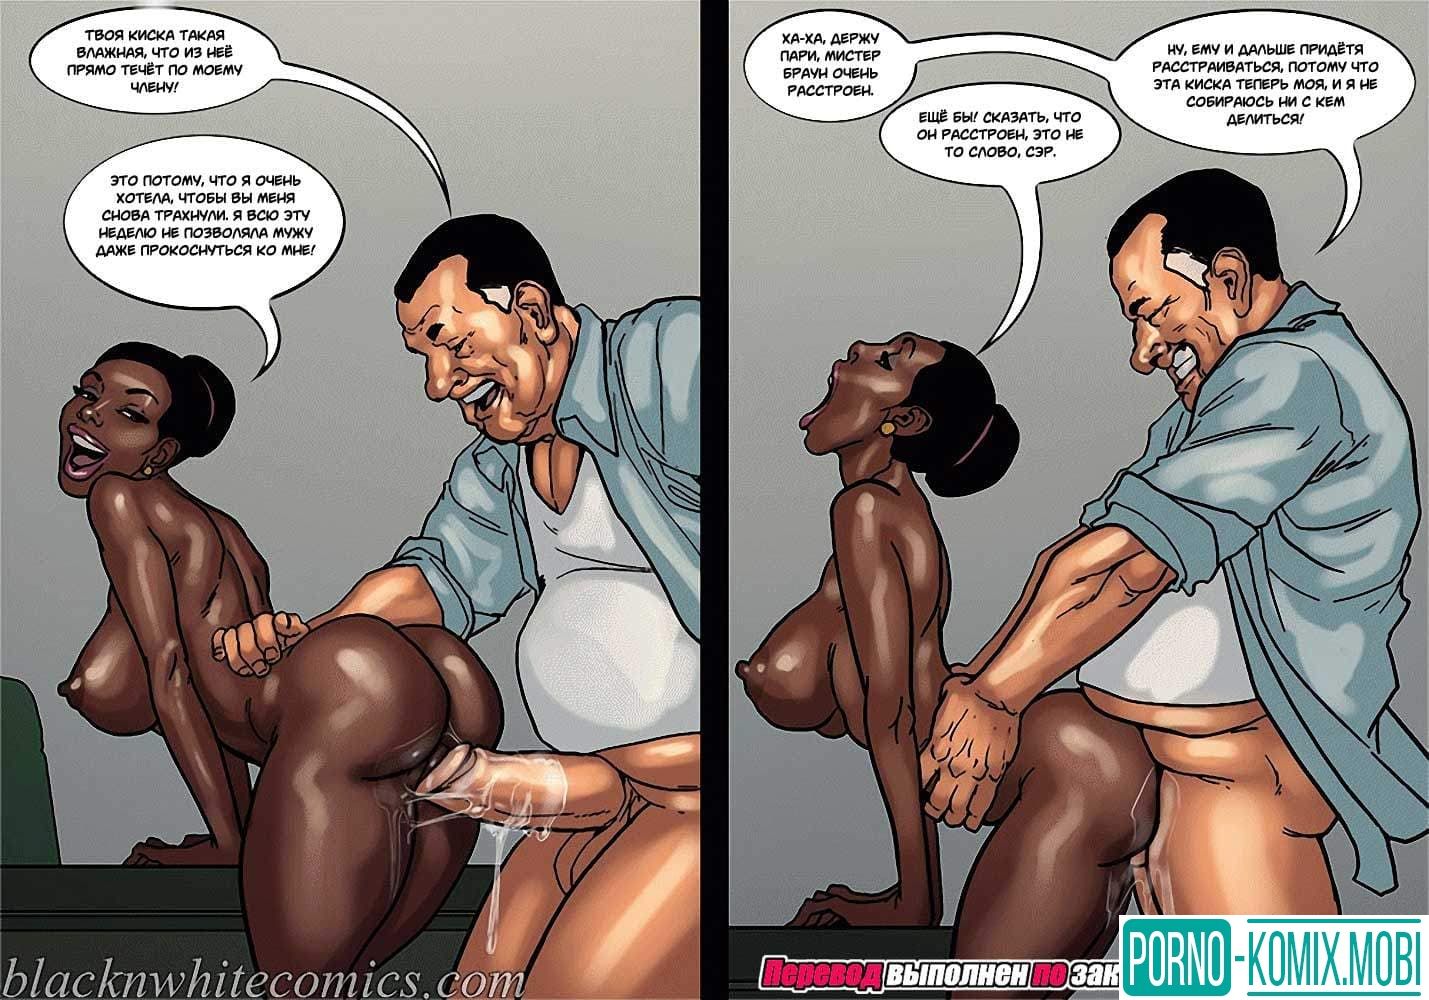 ТВОЯ КИСКА ТАКАЯ
ВЛАЖНАЯ, ЧТО ИЗ НЕЁ
ПРЯМО ТЕЧЁТ ПО МОЕМУ
ЧЛЕНУ!
ЭТО ПОТОМУ, ЧТО Я ОЧЕНЬ
ХОТЕЛА, ЧТОБЫ ВЫ МЕНЯ
СНОВА ТРАХНУЛИ. Я ВСЮ ЭТУ
НЕДЕЛЮ НЕ ПОЗВОЛЯЛА МУЖУ
ДАЖЕ ПРОКОСНУТЬСЯ КО МНЕ!
ХА-ХА, ДЕРЖУ
ПАРИ, МИСТЕР
БРАУН ОЧЕНЬ
РАССТРОЕН.
ЕЩЁ БЫ! СКАЗАТЬ, ЧТО
ОН РАССТРОЕН, ЭТО НЕ
ТО СЛОВО, СЭР.
НУ, ЕМУ И ДАЛЬШЕ ПРИДЁТЯ
РАССТРАИВАТЬСЯ, ПОТОМУ ЧТО
ЭТА КИСКА ТЕПЕРЬ МОЯ, И Я НЕ
СОБИРАЮСЬ НИ С КЕМ
ДЕЛИТЬСЯ!
blacknwhitecomics.com
Перевод выполнен по зак
PORNO-KOMIX.MOBI